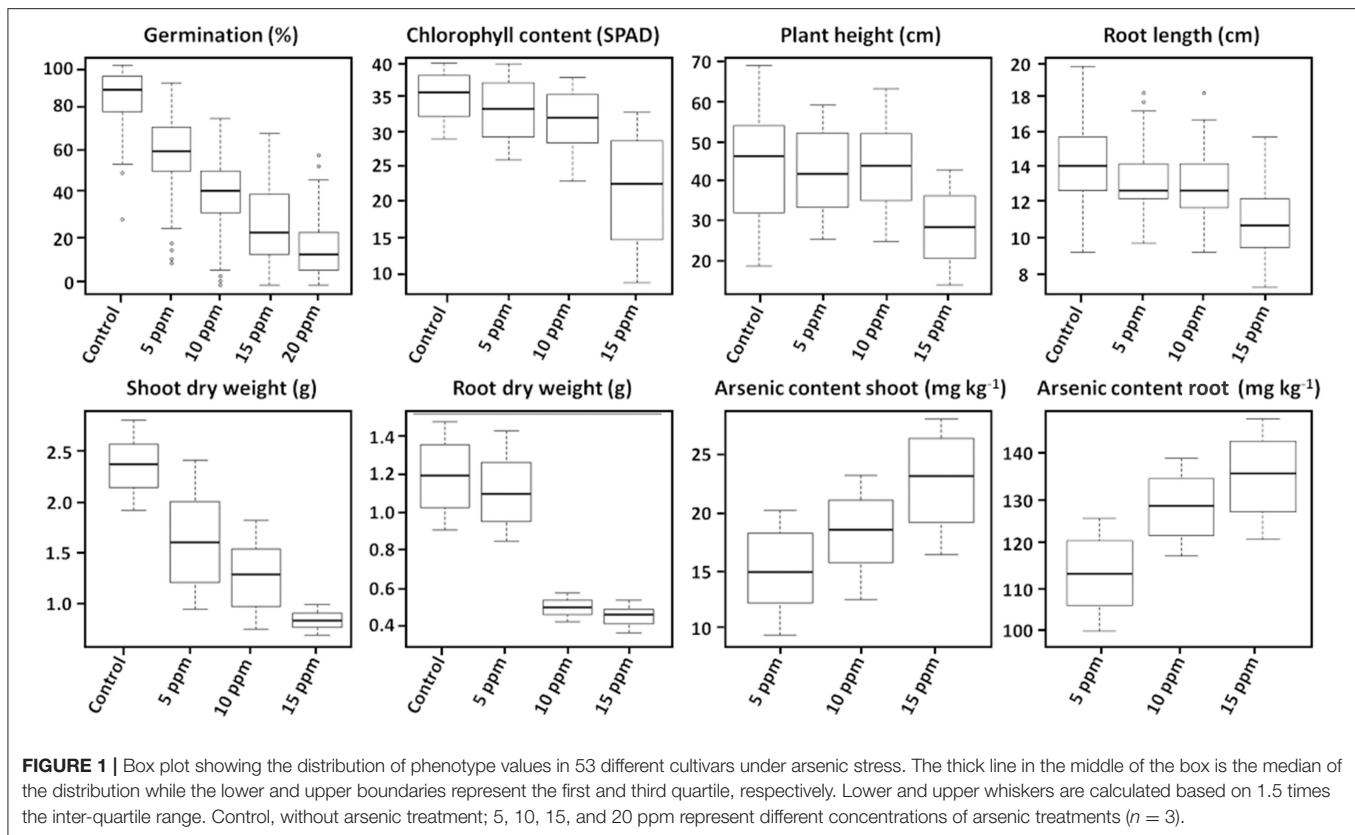 Germination (%)
100
80
60
40
20
0
Control
5 ppm
10 ppm
15 ppm
20 ppm
Chlorophyll content (SPAD)
40
35
30
25
20
15
10
Control
5 ppm
10 ppm
15 ppm
Plant height (cm)
70
60
50
40
30
20
Control
5 ppm
10 ppm
15 ppm
Root length (cm)
20
18
16
14
12
10
8
Control
5 ppm
10 ppm
15 ppm
Shoot dry weight (g)
2.5
2.0
1.5
1.0
Control
5 ppm
10 ppm
15 ppm
Root dry weight (g)
1.4
1.2
1.0
0.8
0.6
0.4
Control
5 ppm
10 ppm
15 ppm
Arsenic content shoot (mg kg⁻¹)
25
20
15
10
5 ppm
10 ppm
15 ppm
Arsenic content root (mg kg⁻¹)
140
130
120
110
100
5 ppm
10 ppm
15 ppm
FIGURE 1 | Box plot showing the distribution of phenotype values in 53 different cultivars under arsenic stress. The thick line in the middle of the box is the median of
the distribution while the lower and upper boundaries represent the first and third quartile, respectively. Lower and upper whiskers are calculated based on 1.5 times
the inter-quartile range. Control, without arsenic treatment; 5, 10, 15, and 20 ppm represent different concentrations of arsenic treatments (n = 3).